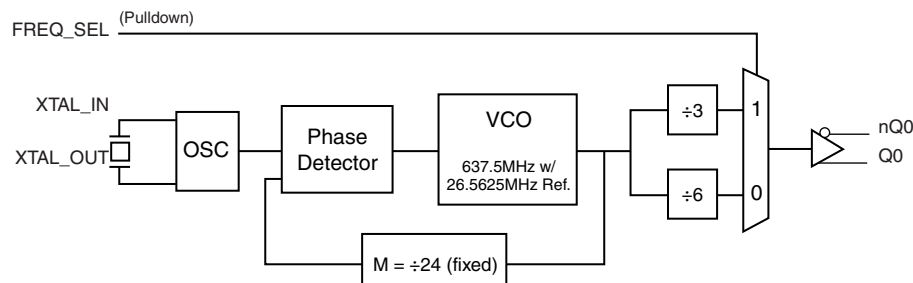 FREQ_SEL (Pulldown)
XTAL_IN
XTAL_OUT
OSC
Phase
Detector
VCO
637.5MHz w/
26.5625MHz Ref.
M = ÷24 (fixed)
÷3
÷6
1
0
nQ0
Q0